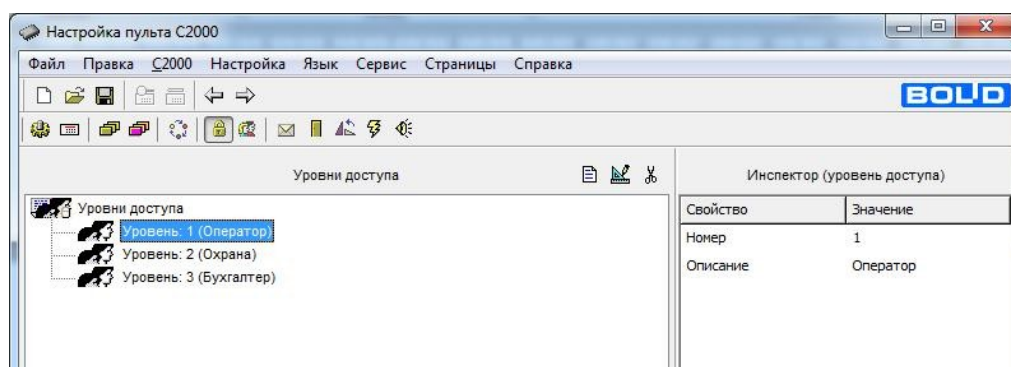 Настройка пульта С2000
Файл Правка С2000 Настройка Язык Сервис Страницы Справка
BOLID
Уровни доступа
Инспектор (уровень доступа)
Уровни доступа
Уровень: 1 (Оператор)
Уровень: 2 (Охрана)
Уровень: 3 (Бухгалтер)
Свойство Значение
Номер 1
Описание Оператор